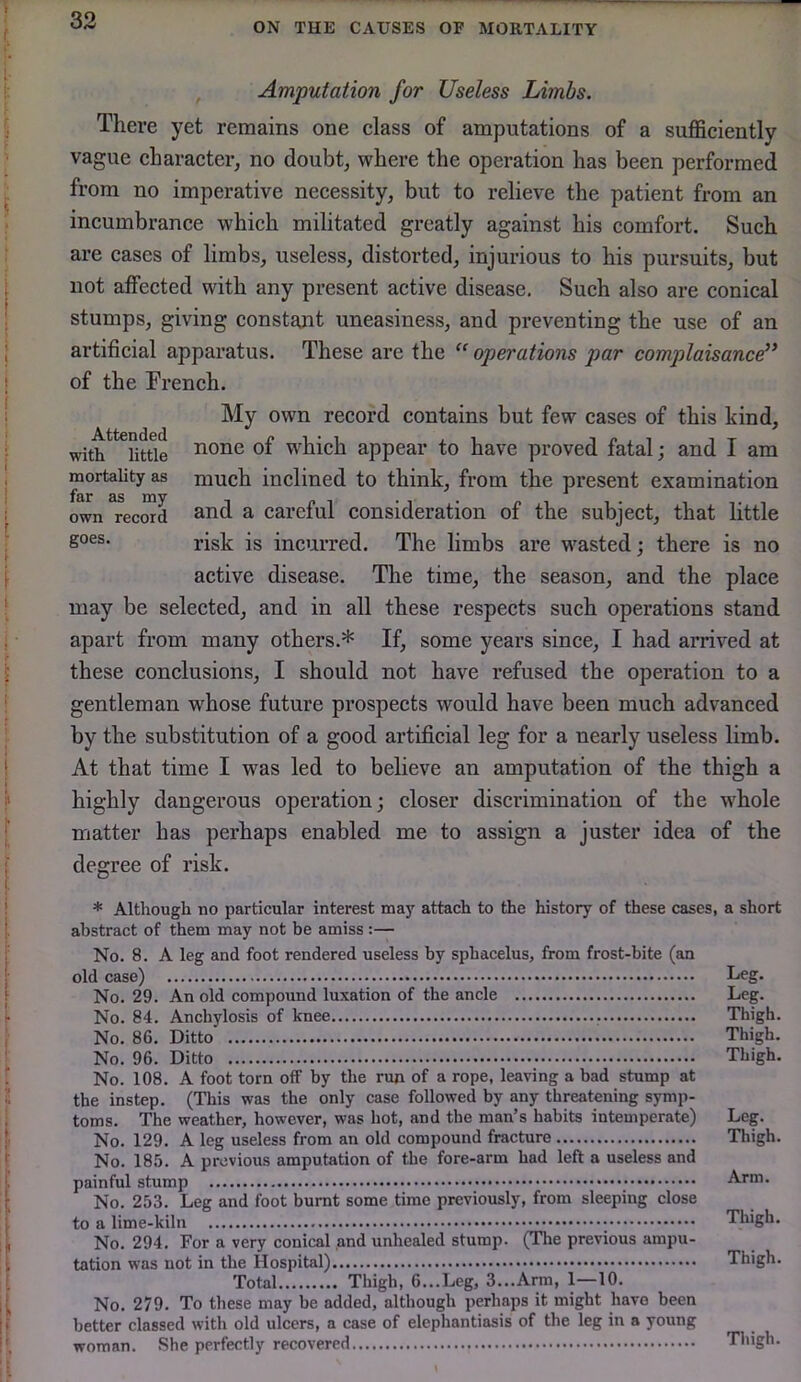 32
ON THE CAUSES OF MORTALITY
Amputation for Useless Limbs.
There yet remains one class of amputations of a sufficiently
vague character, no doubt, where the operation has been performed
from no imperative necessity, but to relieve the patient from an
incumbrance which militated greatly against his comfort. Such
are cases of limbs, useless, distorted, injurious to his pursuits, but
not affected with any present active disease. Such also are conical
stumps, giving constant uneasiness, and preventing the use of an
artificial apparatus. These are the “operations par complaisance”
of the French.
My own record contains but few cases of this kind,
none of which appear to have proved fatal; and I am
much inclined to think, from the present examination
and a careful consideration of the subject, that little
risk is incurred. The limbs are wasted; there is no
active disease. The time, the season, and the place
Attended
with little
mortality as
far as my
own record
goes.
may be selected, and in all these respects such operations stand
apart from many others.* If, some years since, I had arrived at
these conclusions, I should not have refused the operation to a
gentleman whose future prospects would have been much advanced
by the substitution of a good artificial leg for a nearly useless limb.
At that time I was led to believe an amputation of the thigh a
highly dangerous operation; closer discrimination of the whole
matter has perhaps enabled me to assign a juster idea of the
degree of risk.
* Although no particular interest may attach to the history of these cases, a short
abstract of them may not be amiss:—
No. 8. A leg and foot rendered useless by sphacelus, from frost-bite (an
old case) ........ Leg.
No. 29. An old compound luxation of the ancle ........ Leg.
No. 84. Anchylosis of knee........ Thigh.
No. 86. Ditto ........ Thigh.
No. 96. Ditto ........ Thigh.
No. 108. A foot torn off by the run of a rope, leaving a bad stump at
the instep. (This was the only case followed by any threatening symp-
toms. The weather, however, was hot, and the man's habits intemperate) Leg.
No. 129. A leg useless from an old compound fracture ........ Thigh.
No. 185. A previous amputation of the fore-arm had left a useless and
painful stump ........ Arm.
No. 253. Leg and foot burnt some time previously, from sleeping close
to a lime-kiln ........ Thigh.
No. 294. For a very conical and unhealed stump. (The previous ampu-
tation was not in the Hospital)........ Thigh.
Total......... Thigh, 6...Leg, 3...Arm, 1—10.
No. 279. To these may be added, although perhaps it might have been
better classed with old ulcers, a case of elephantiasis of the leg in a young
woman. She perfectly recovered........ Thigh.